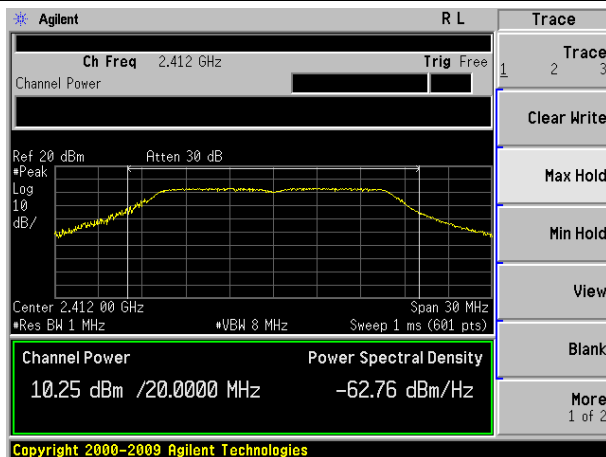 Agilent R L Trace
Ch Freq 2.412 GHz Trig Free
Channel Power
Trace
1 2 3
Clear Write
Max Hold
Min Hold
View
Blank
More
1 of 2
Ref 20 dBm Atten 30 dB
#Peak
Log
10
dB/
Center 2.412 00 GHz Span 30 MHz
#Res BW 1 MHz #VBW 8 MHz Sweep 1 ms (601 pts)
Channel Power Power Spectral Density
10.25 dBm /20.0000 MHz -62.76 dBm/Hz
Copyright 2000-2009 Agilent Technologies